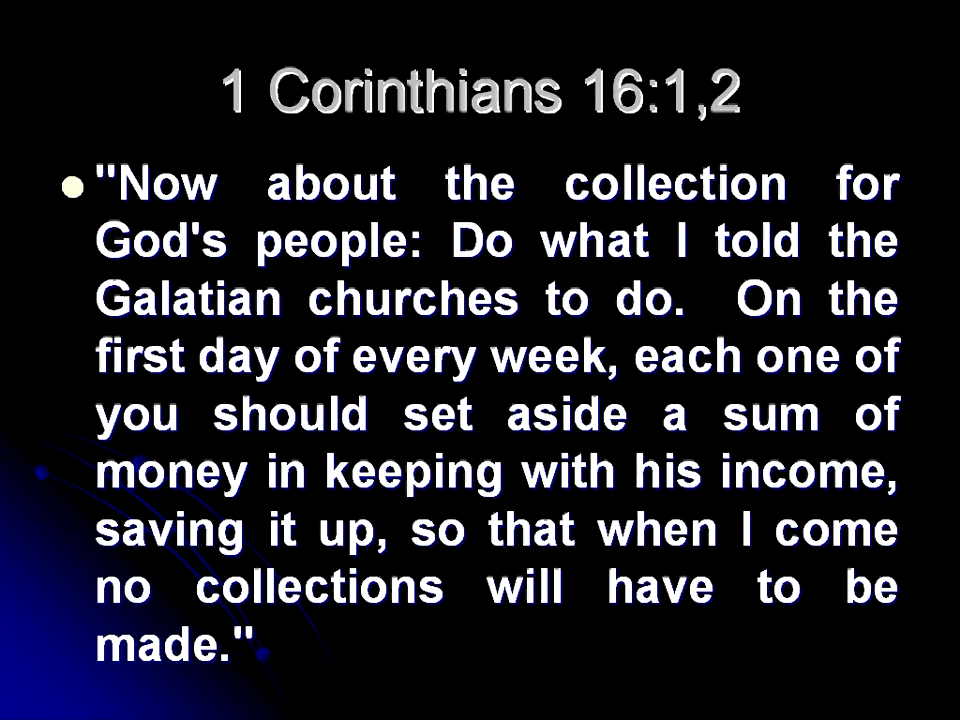 1 Corinthians 16:1,2
"Now about the collection for
God's people: Do what I told the
Galatian churches to do. On the
first day of every week, each one of
you should set aside a sum of
money in keeping with his income,
saving it up, so that when I come
no collections will have to be
made."